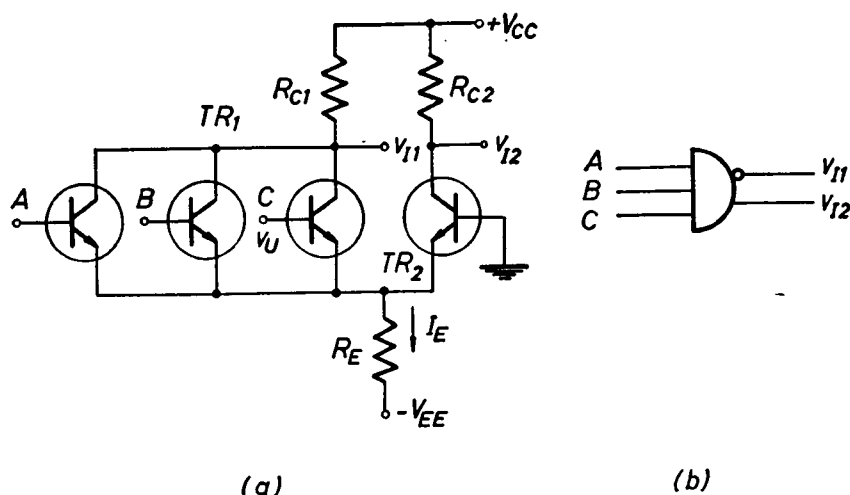 +VCC
RC1
RC2
TR1
vI1
vI2
A
B
C
vU
TR2
IE
RE
-VEE
(a)
A
B
C
vI1
vI2
(b)